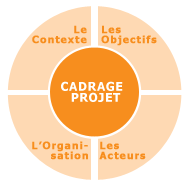 Le
Contexte
Les
Objectifs
CADRAGE
PROJET
L'Organi-
sation
Les
Acteurs